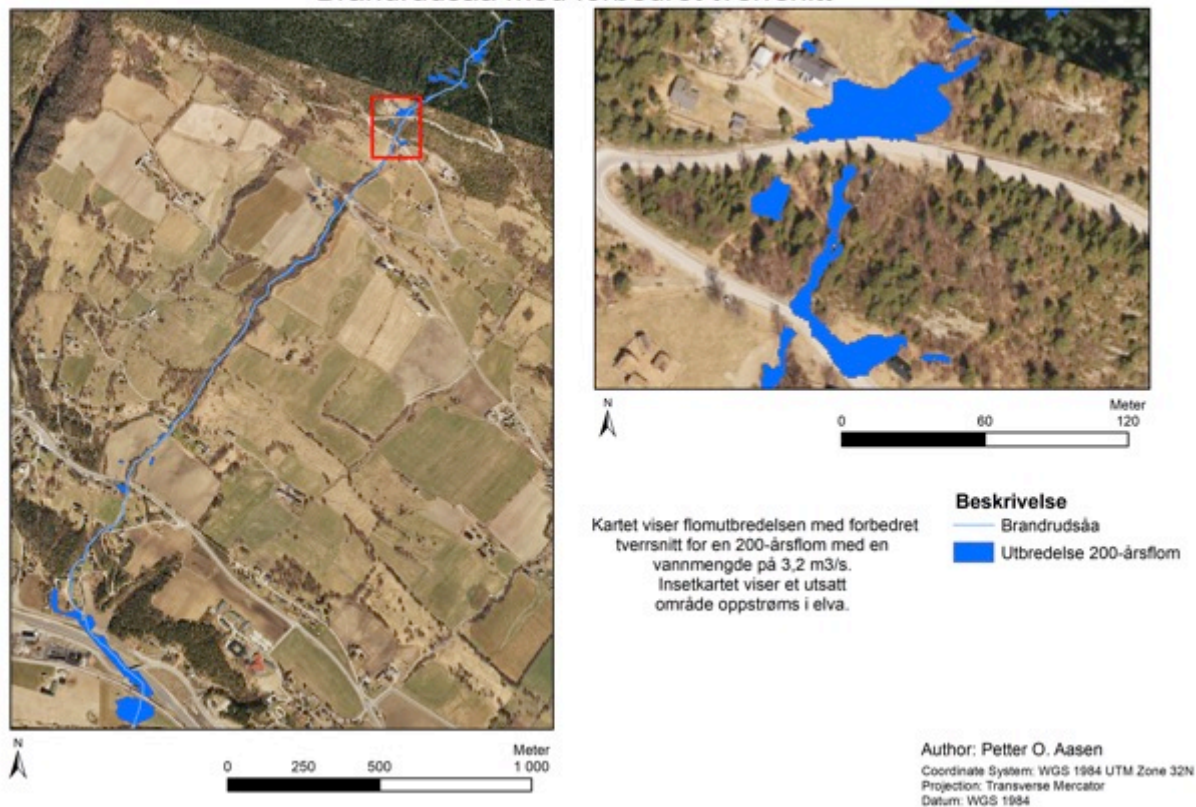 N
Meter
0 60 120
Kartet viser flomutbredelsen med forbedret
tverrsnitt for en 200-årsflom med en
vannmengde på 3,2 m3/s.
Insetkartet viser et utsatt
område oppstrøms i elva.
Beskrivelse
Brandrudsåa
Utbredelse 200-årsflom
N
Meter
0 250 500 1 000
Author: Petter O. Aasen
Coordinate System: WGS 1984 UTM Zone 32N
Projection: Transverse Mercator
Datum: WGS 1984